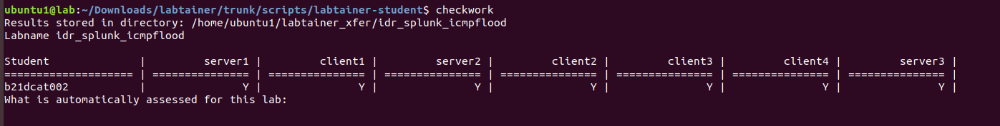 ubuntu1@lab:~/Downloads/labtainer/trunk/scripts/labtainer-student$ checkwork
Results stored in directory: /home/ubuntu1/labtainer_xfer/idr_splunk_icmpflood
Labname idr_splunk_icmpflood
Student | server1 | client1 | server2 | client2 | client3 | client4 | server3 |
==================== | =============== | =============== | =============== | =============== | =============== | =============== | =============== |
b21dcat002 | Y | Y | Y | Y | Y | Y | Y |
What is automatically assessed for this lab: